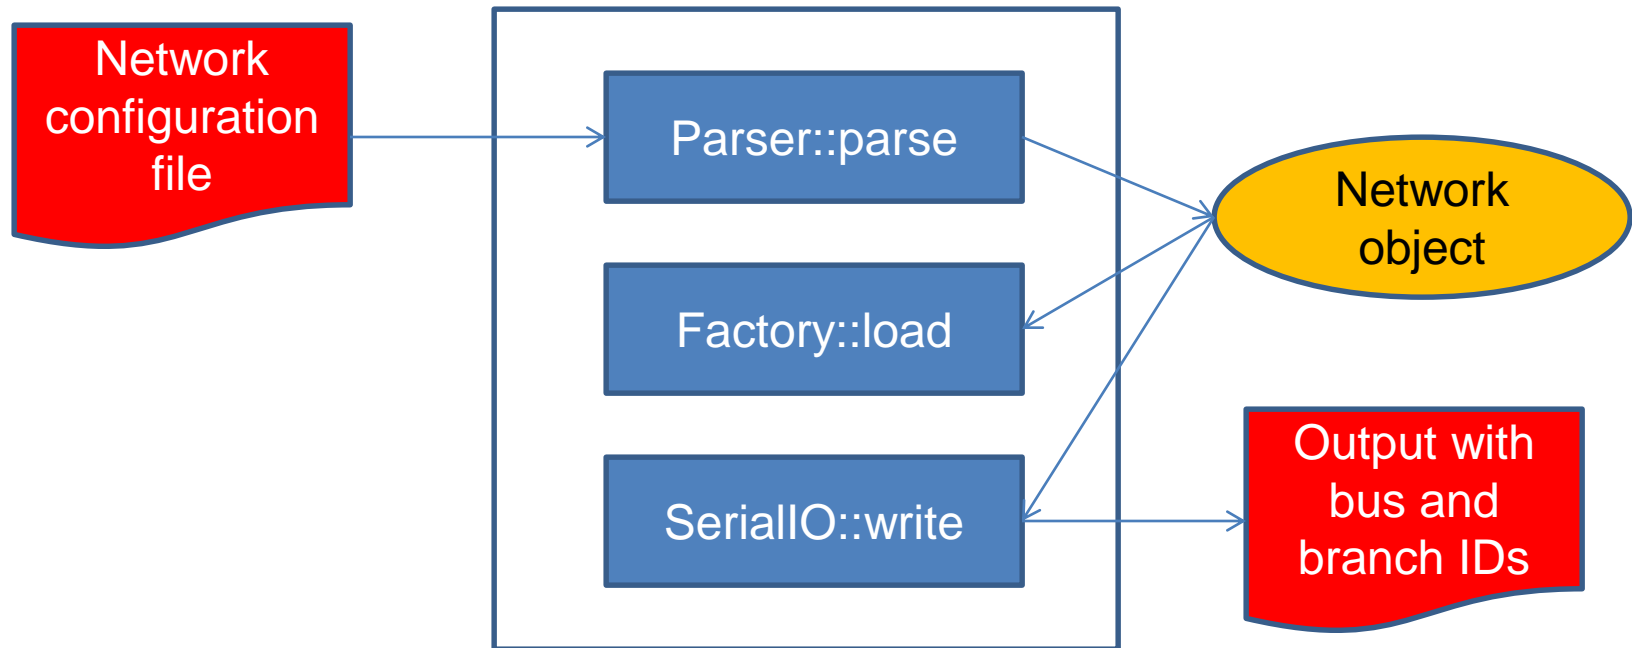 Network
configuration
file
Parser::parse
Network
object
Factory::load
SerialIO::write
Output with
bus and
branch IDs